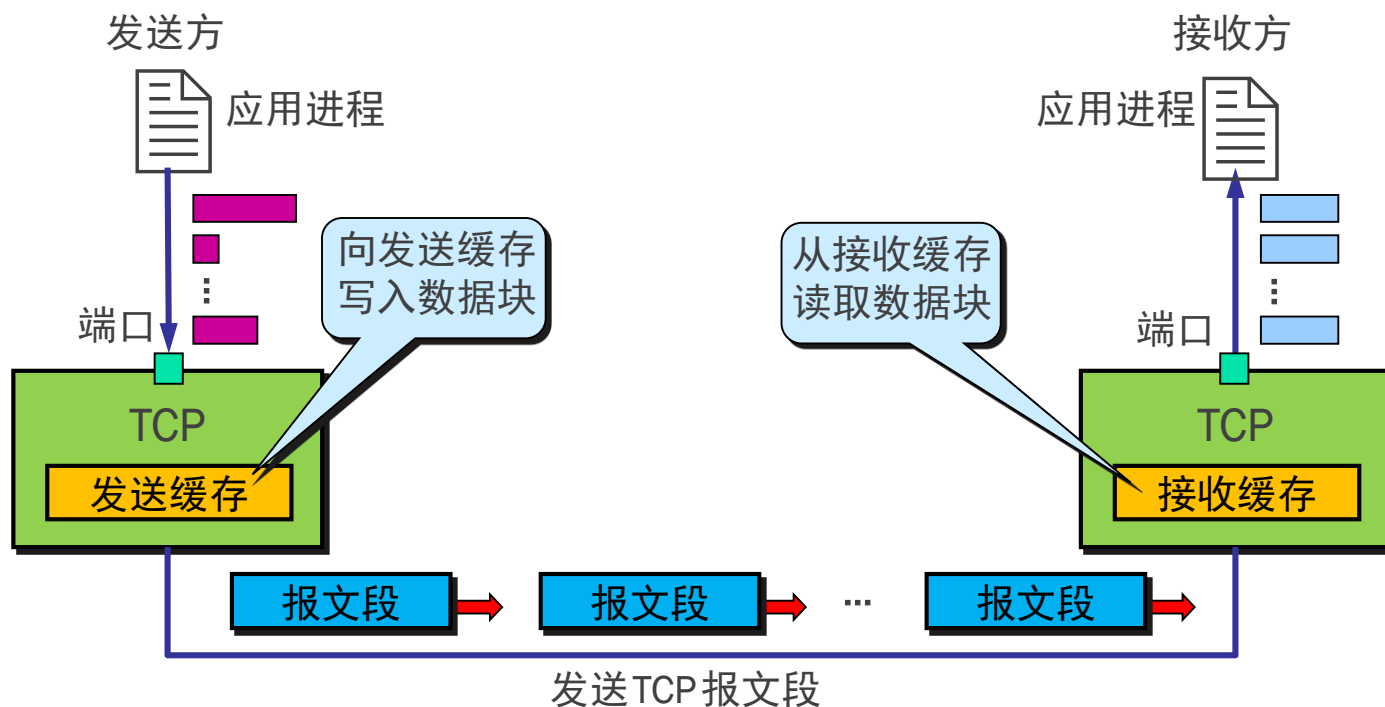 发送方
接收方
应用进程
应用进程
向发送缓存
写入数据块
从接收缓存
读取数据块
端口
端口
TCP
TCP
发送缓存
接收缓存
报文段
报文段
…
报文段
发送TCP报文段